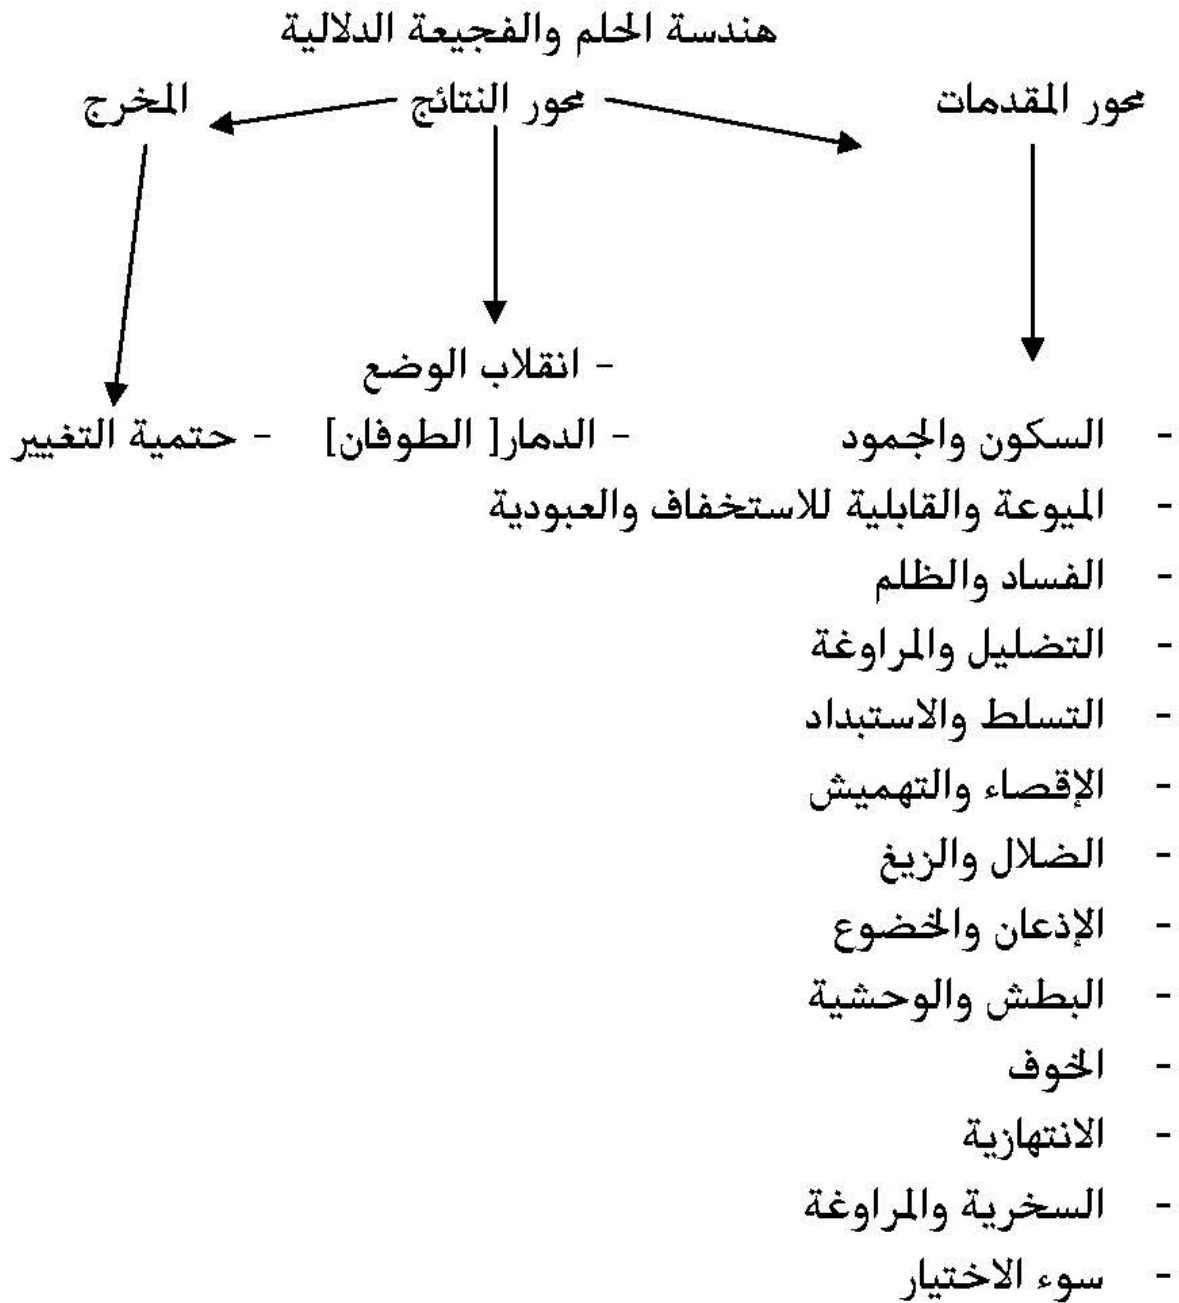 هندسة الحلم والفجيعة الدلالية
محور المقدمات محور النتائج المخرج
- انقلاب الوضع
- السكون والجمود - الدمار[ الطوفان] - حتمية التغيير
- الميوعة والقابلية للاستخفاف والعبودية
- الفساد والظلم
- التضليل والمراوغة
- التسلط والاستبداد
- الإقصاء والتهميش
- الضلال والزيغ
- الإذعان والخضوع
- البطش والوحشية
- الخوف
- الانتهازية
- السخرية والمراوغة
- سوء الاختيار